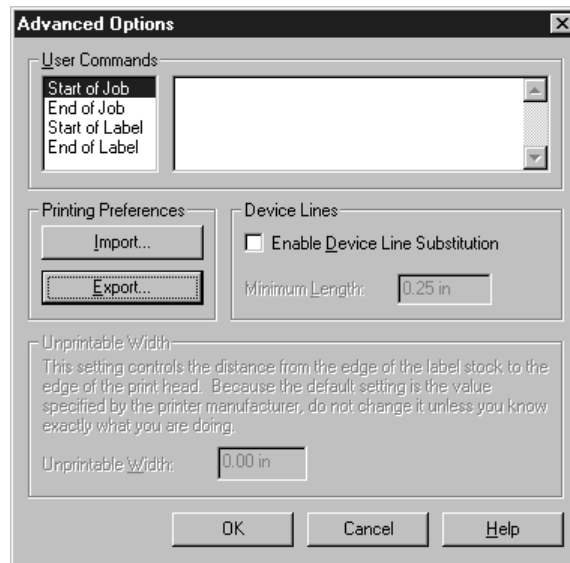 Advanced Options
User Commands
Start of Job
End of Job
Start of Label
End of Label
Printing Preferences
Import...
Export...
Device Lines
Enable Device Line Substitution
Minimum Length:
0.25 in
Unprintable Width
This setting controls the distance from the edge of the label stock to the
edge of the print head. Because the default setting is the value
specified by the printer manufacturer, do not change it unless you know
exactly what you are doing.
Unprintable Width:
0.00 in
OK
Cancel
Help